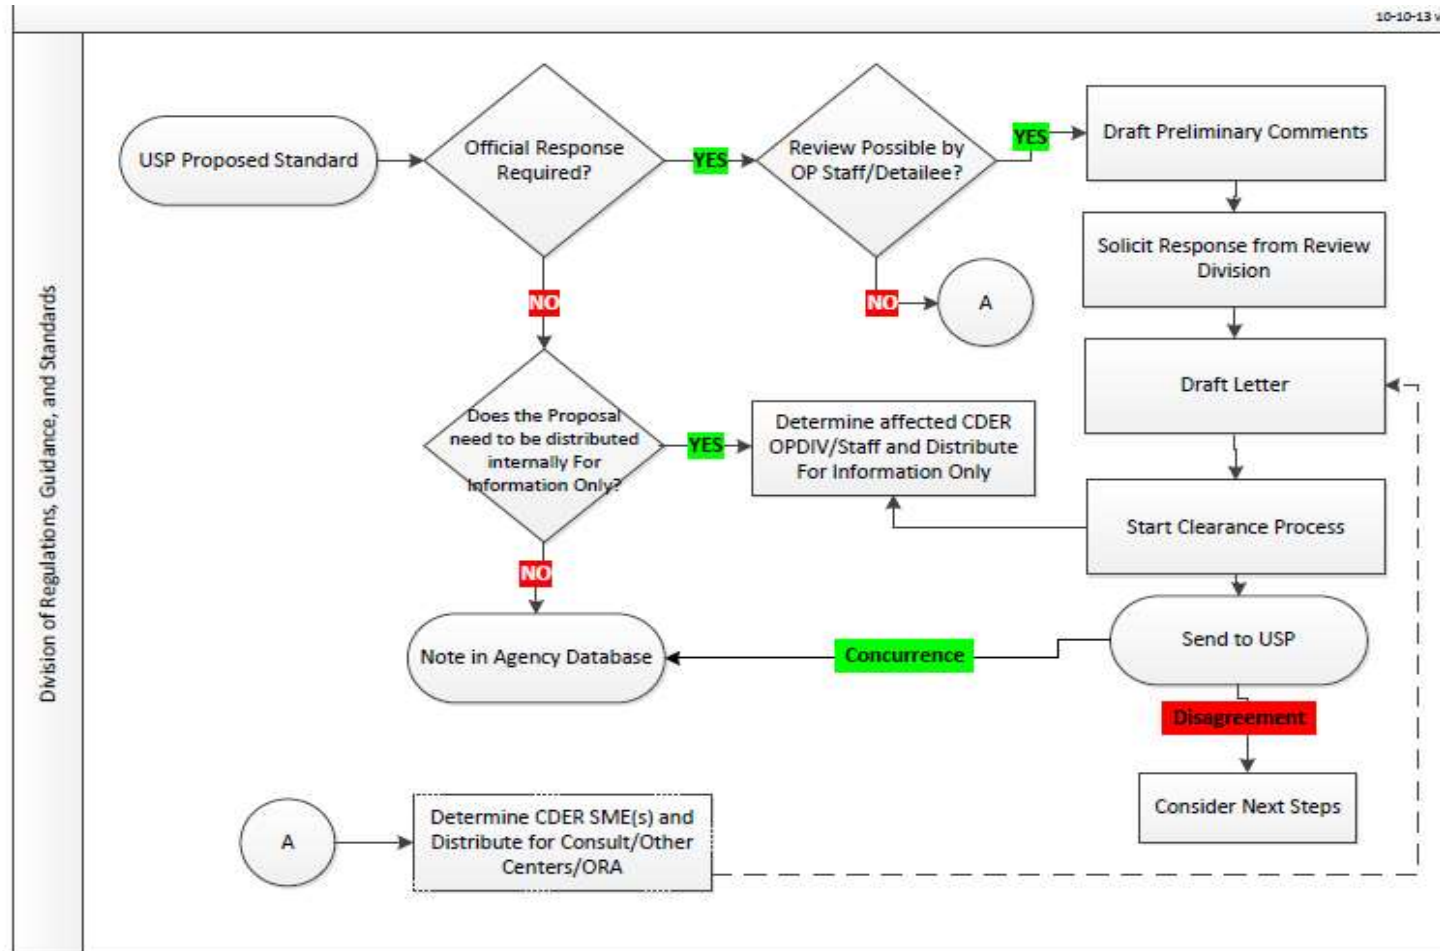 10-10-13 v
Division of Regulations, Guidance, and Standards
USP Proposed Standard
Official Response
Required?
YES
Review Possible by
OP Staff/Detailee?
YES
Draft Preliminary Comments
Solicit Response from Review
Division
NO
NO
A
Draft Letter
Does the Proposal
need to be distributed
internally For
Information Only?
YES
Determine affected CDER
OPDIV/Staff and Distribute
For Information Only
Start Clearance Process
NO
Note in Agency Database
Concurrence
Send to USP
Disagreement
Consider Next Steps
A
Determine CDER SME(s) and
Distribute for Consult/Other
Centers/ORA